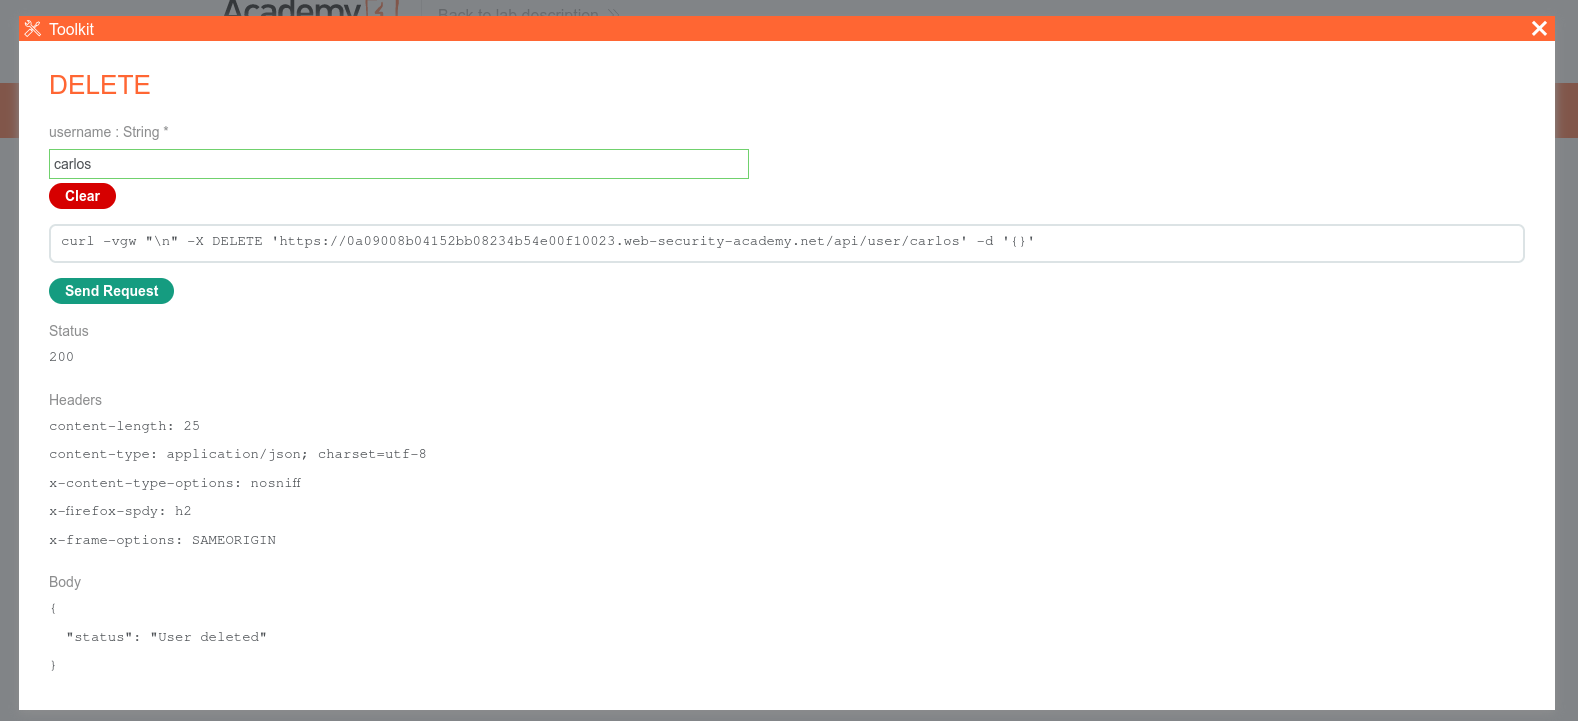 Academy
Back to lab description
Toolkit
DELETE
username : String *
carlos
Clear
curl -vgw "\n" -X DELETE 'https://0a09008b04152bb08234b54e00f10023.web-security-academy.net/api/user/carlos' -d '{}'
Send Request
Status
200
Headers
content-length: 25
content-type: application/json; charset=utf-8
x-content-type-options: nosniff
x-firefox-spdy: h2
x-frame-options: SAMEORIGIN
Body
{
  "status": "User deleted"
}